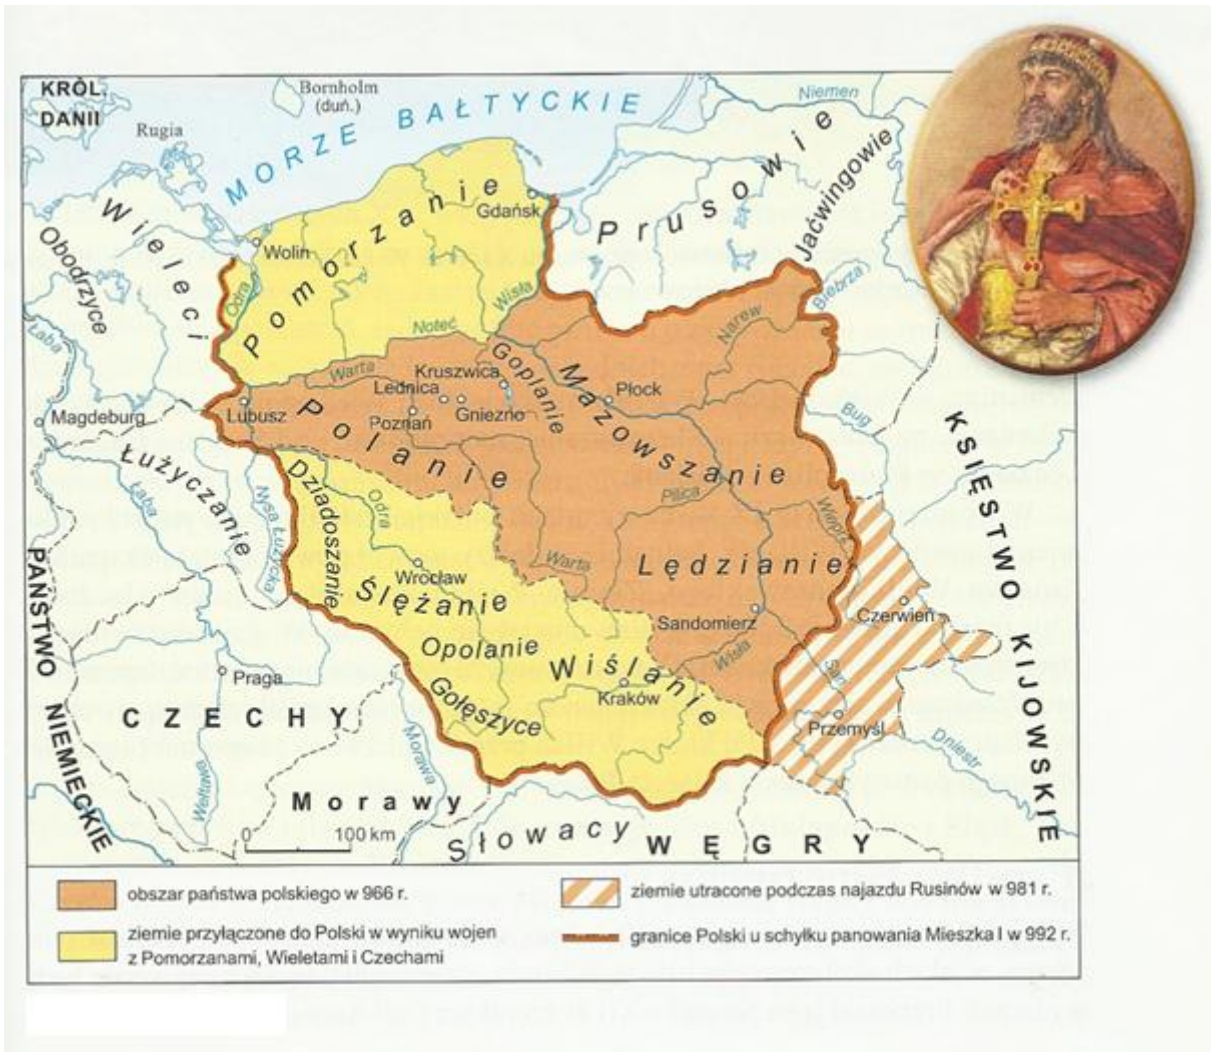 KRÒL.
DANII
Bornholm
(duń.)
Rugia
MORZE BAŁTYCKIE
Niemen
Wieleci
Obodrzyce
Wolin
Pomorzanie
Gdańsk
Prusowie
Jaćwingowie
Odra
Wisła
Noteć
Narew
Biebrza
Łaba
Magdeburg
Lubusz
Warta
Kruszwica
Lednica
Gniezno
Poznań
Goplanie
Płock
Mazowszanie
Polanie
Bug
KSIĘSTWO KIJOWSKIE
Łużyczanie
Łaba
Nysa Łużycka
Dziadoszanie
Odra
Pilica
Wieprz
PAŃSTWO NIEMIECKIE
Wrocław
Ślężanie
Warta
Lędzianie
Sandomierz
Czerwień
Opolanie
Wiślanie
Wisła
San
Praga
CZECHY
Gołęszyce
Kraków
Przemyśl
Dniestr
Wełtawa
Morawa
Morawy
Słowacy
WĘGRY
0 100 km
obszar państwa polskiego w 966 r.
ziemie przyłączone do Polski w wyniku wojen
z Pomorzanami, Wieletami i Czechami
ziemie utracone podczas najazdu Rusinów w 981 r.
granice Polski u schyłku panowania Mieszka I w 992 r.